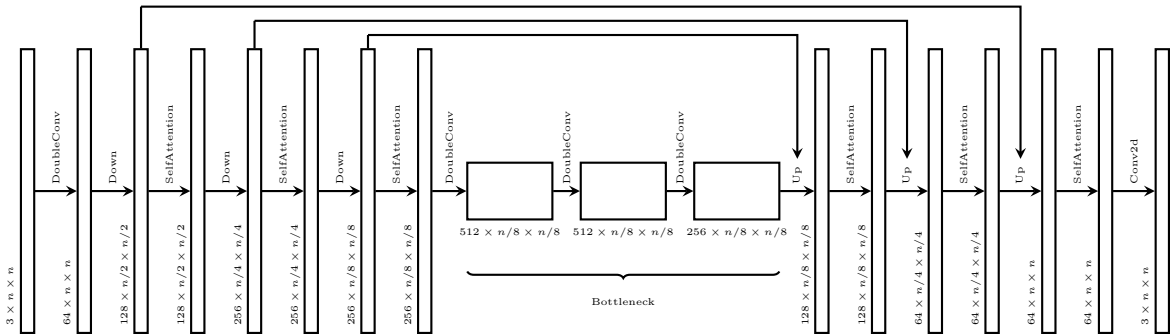 3 × n × n
DoubleConv
64 × n × n
Down
128 × n/2 × n/2
SelfAttention
128 × n/2 × n/2
Down
256 × n/4 × n/4
SelfAttention
256 × n/4 × n/4
Down
256 × n/8 × n/8
SelfAttention
256 × n/8 × n/8
DoubleConv
512 × n/8 × n/8
DoubleConv
512 × n/8 × n/8
DoubleConv
256 × n/8 × n/8
Bottleneck
Up
128 × n/8 × n/8
SelfAttention
128 × n/8 × n/8
Up
64 × n/4 × n/4
SelfAttention
64 × n/4 × n/4
Up
64 × n × n
SelfAttention
64 × n × n
Conv2d
3 × n × n